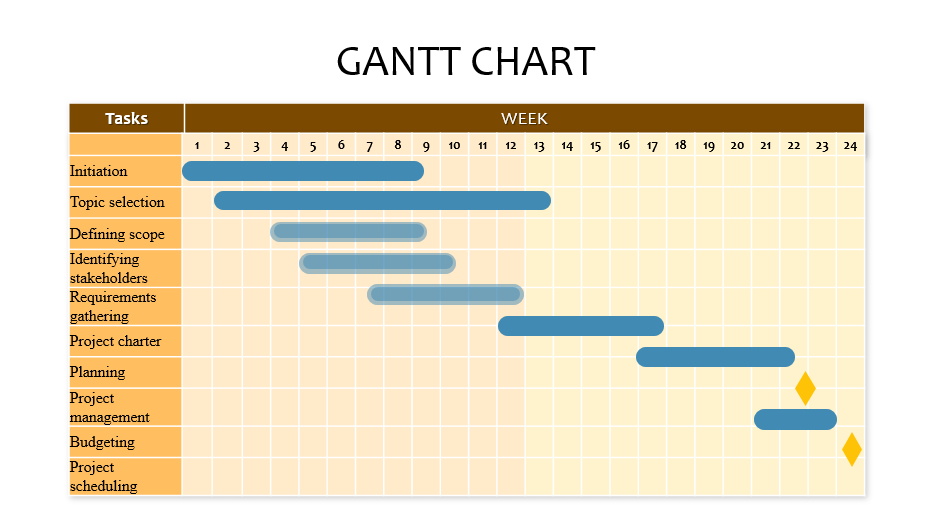 GANTT CHART
Tasks WEEK
1 2 3 4 5 6 7 8 9 10 11 12 13 14 15 16 17 18 19 20 21 22 23 24
Initiation
Topic selection
Defining scope
Identifying
stakeholders
Requirements
gathering
Project charter
Planning
Project
management
Budgeting
Project
scheduling